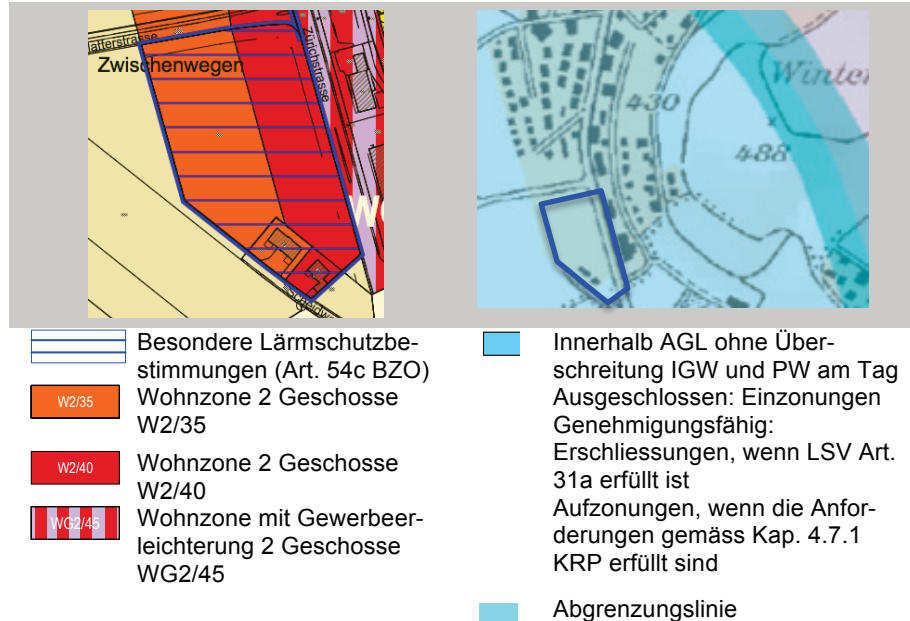 Zwischenwegen
Zürichstrasse
Winter
430
488
Besondere Lärmschutzbe-
stimmungen (Art. 54c BZO)
W2/35
Wohnzone 2 Geschosse
W2/35
W2/40
Wohnzone 2 Geschosse
W2/40
WG2/45
Wohnzone mit Gewerbeer-
leichterung 2 Geschosse
WG2/45
Innerhalb AGL ohne Über-
schreitung IGW und PW am Tag
Ausgeschlossen: Einzonungen
Genehmigungsfähig:
Erschliessungen, wenn LSV Art.
31a erfüllt ist
Aufzonungen, wenn die Anfor-
derungen gemäss Kap. 4.7.1
KRP erfüllt sind
Abgrenzungslinie